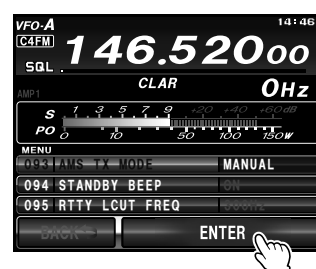 VFO-A 14:46
C4FM 146.52000
SQL
AMP1 CLAR 0Hz
S 1 3 5 7 9 +20 +40 +60dB
PO 0 10 50 100 150W
MENU
093 AMS TX MODE MANUAL
094 STANDBY BEEP ON
095 RTTY LCUT FREQ 300Hz
BACK ENTER